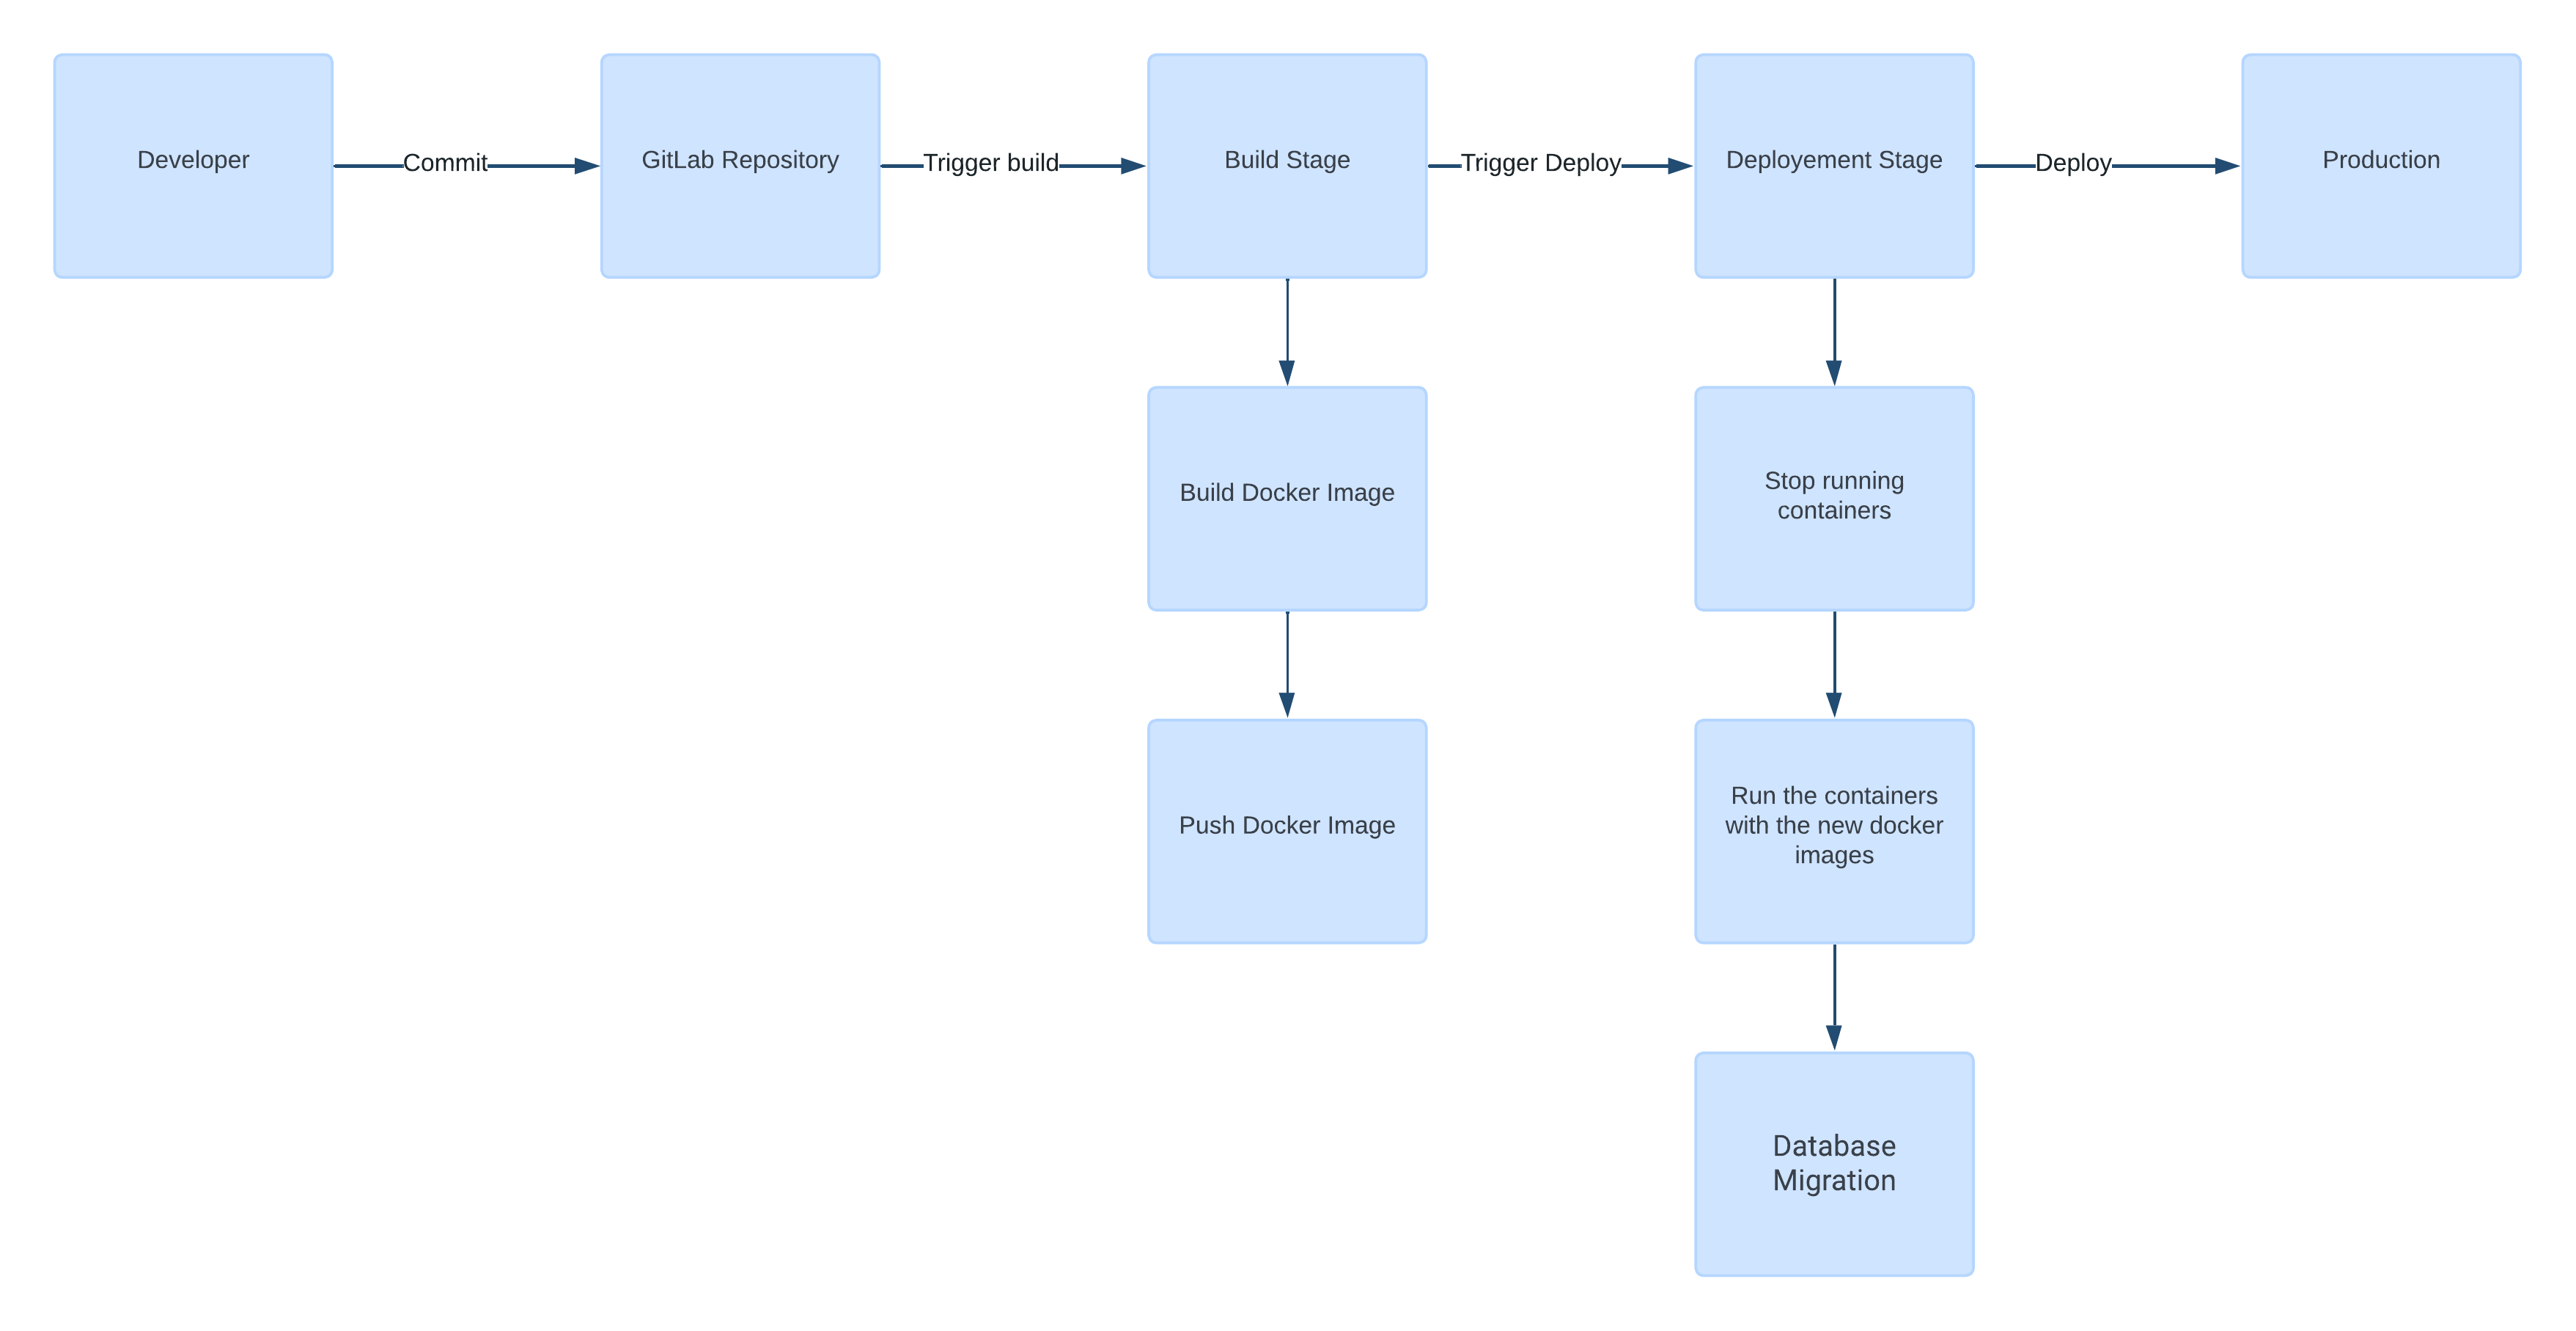 Developer
Commit
GitLab Repository
Trigger build
Build Stage
Trigger Deploy
Deployement Stage
Deploy
Production
Build Docker Image
Stop running
containers
Push Docker Image
Run the containers
with the new docker
images
Database
Migration